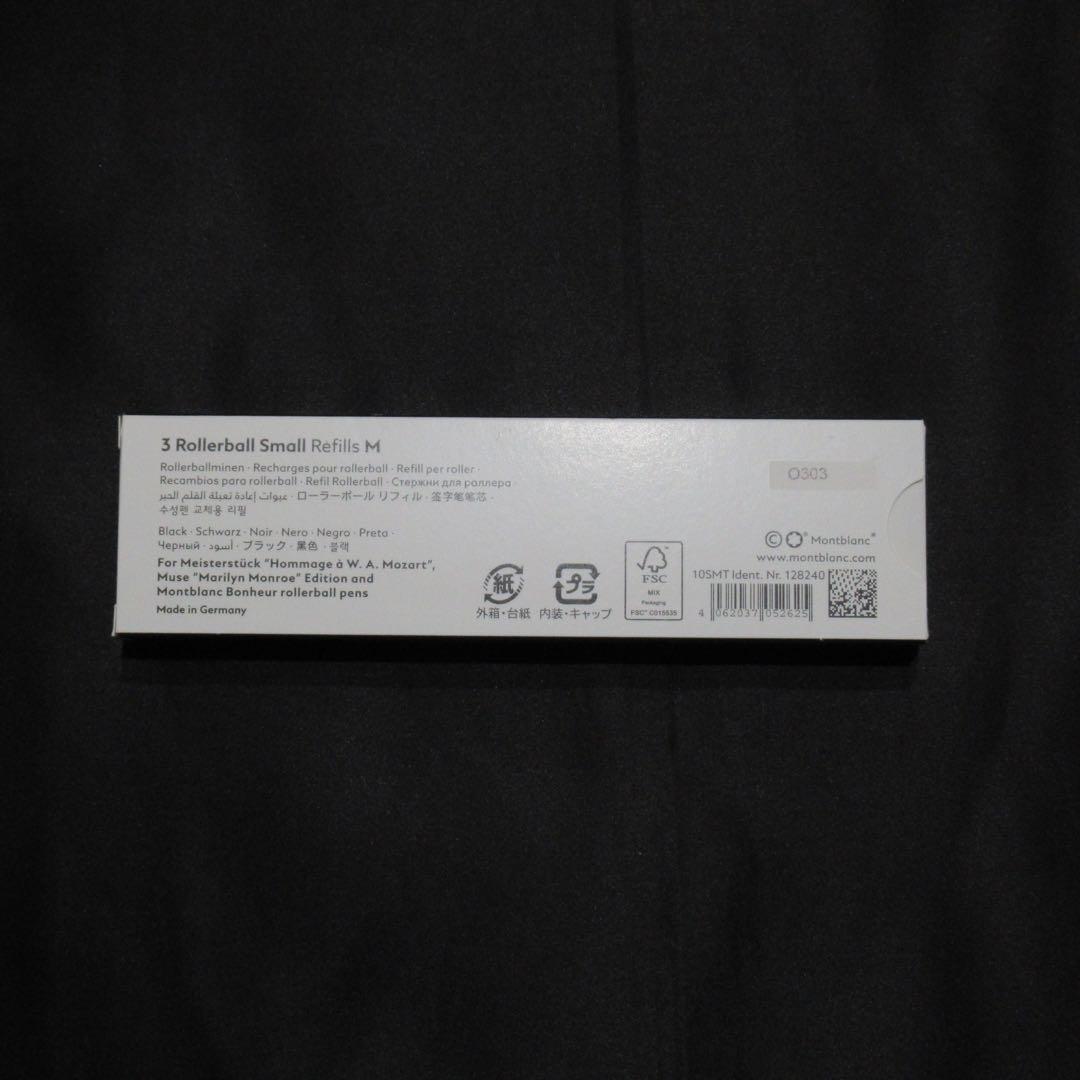 3 Rollerball Small Refills M
Rollerballminen · Recharges pour rollerball · Refill per roller ·
Recambios para rollerball · Refil Rollerball · Стержни для роллера ·
عبوات إعادة تعبئة القلم الحبر · ローラーボール リフィル · 签字笔笔芯 ·
수성펜 교체용 리필
Black · Schwarz · Noir · Nero · Negro · Preta ·
Черный · أسود · ブラック · 黑色 · 블랙
For Meisterstück "Hommage à W. A. Mozart",
Muse "Marilyn Monroe" Edition and
Montblanc Bonheur rollerball pens
Made in Germany
紙
外箱・台紙
プラ
内装・キャップ
FSC
MIX
Packaging
FSC® C015535
O303
© Montblanc®
www.montblanc.com
10SMT Ident. Nr. 128240
4 062037 052625